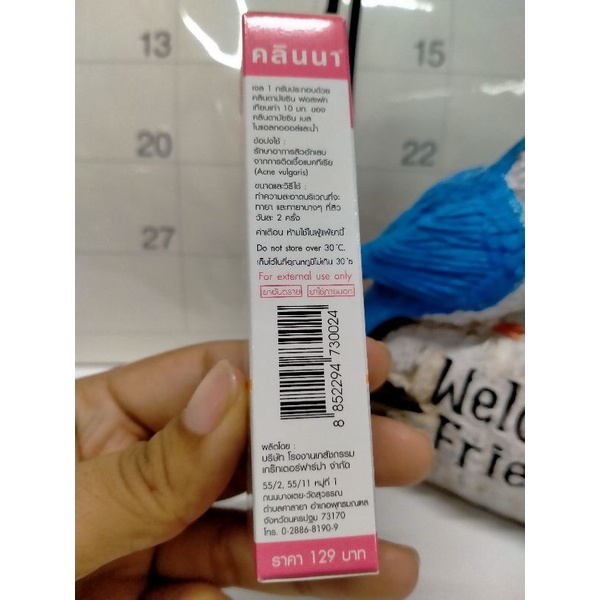 13
15
20
22
27
คลินนา
เจล 1 กรัมประกอบด้วย
คลินดามัยซิน ฟอสเฟท
เทียบเท่า 10 มก. ของ
คลินดามัยซิน เบส
ในแอลกอฮอล์และน้ำ
ข้อบ่งใช้ :
รักษาอาการสิวอักเสบ
จากการติดเชื้อแบคทีเรีย
(Acne vulgaris)
ขนาดและวิธีใช้ :
ทำความสะอาดบริเวณที่จะ
ทายา และทายาบางๆ ที่สิว
วันละ 2 ครั้ง
คำเตือน ห้ามใช้ในผู้แพ้ยานี้
Do not store over 30°C.
เก็บไว้ในที่อุณหภูมิไม่เกิน 30°ซ
For external use only
ยาอันตราย ยาใช้ภายนอก
8 852294 730024
ผลิตโดย :
บริษัท โรงงานเภสัชกรรม
เกร๊ทเตอร์ฟาร์ม่า จำกัด
55/2, 55/11 หมู่ที่ 1
ถนนบางเตย-วัดสุวรรณ
ตำบลศาลายา อำเภอพุทธมณฑล
จังหวัดนครปฐม 73170
โทร. 0-2886-8190-9
ราคา 129 บาท